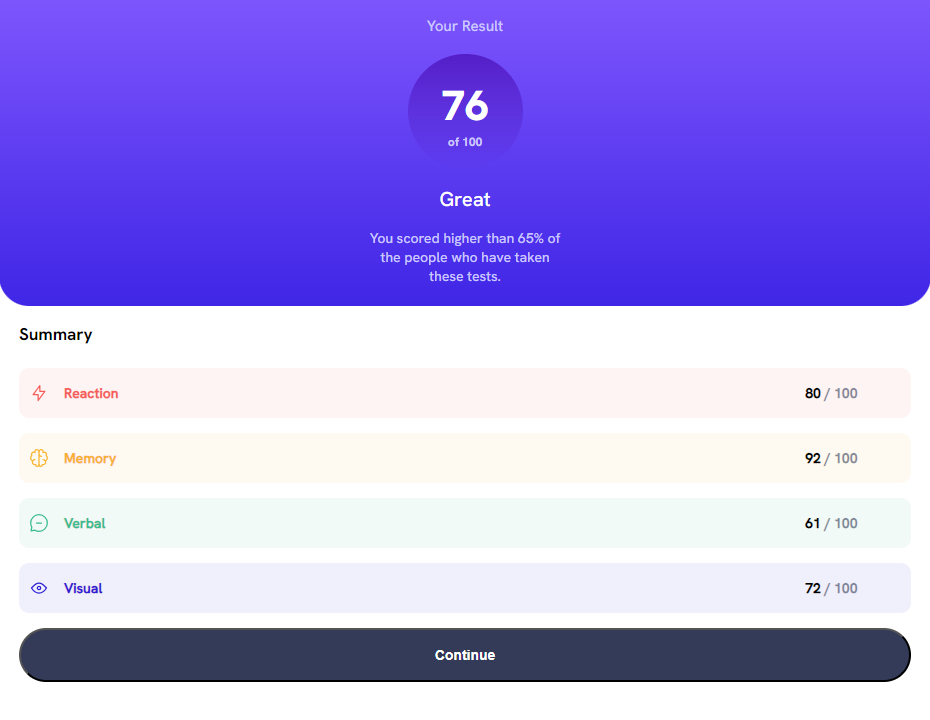 Your Result
76
of 100
Great
You scored higher than 65% of
the people who have taken
these tests.
Summary
Reaction 80 / 100
Memory 92 / 100
Verbal 61 / 100
Visual 72 / 100
Continue